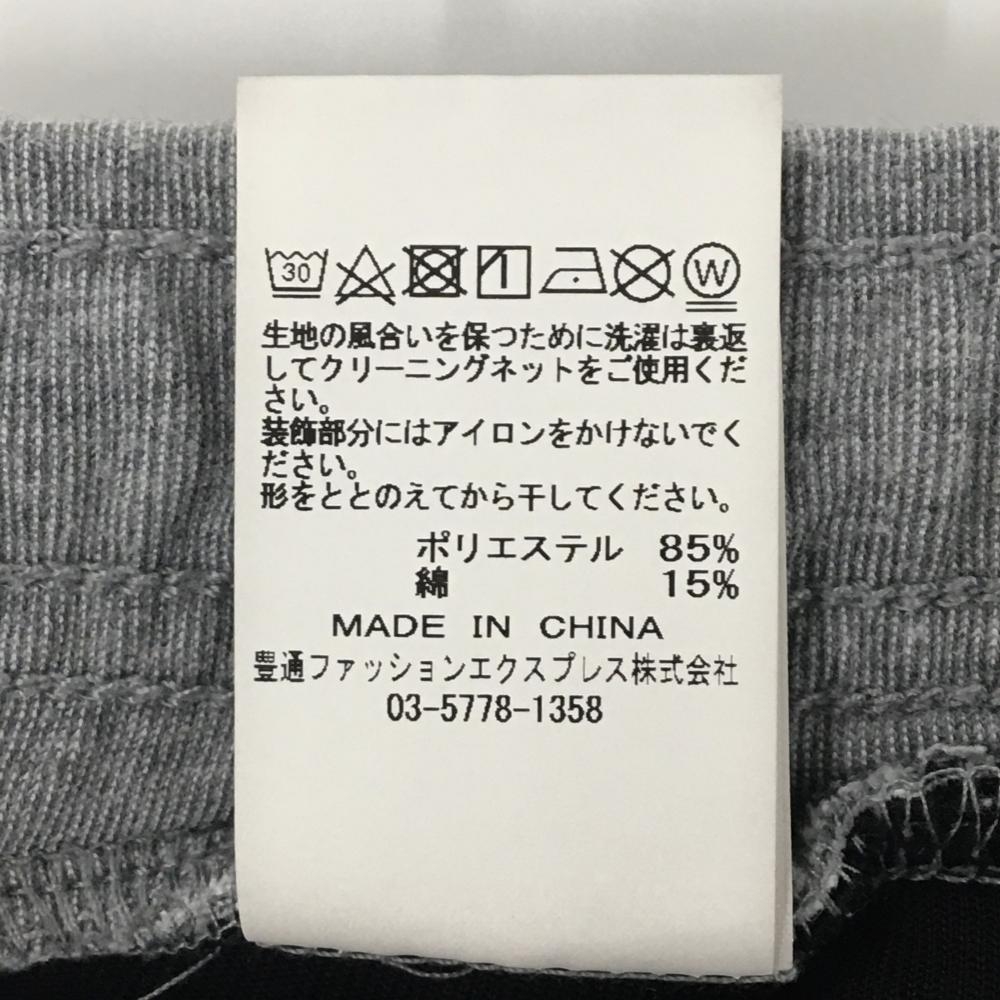 30 W
生地の風合いを保つために洗濯は裏返
してクリーニングネットをご使用くだ
さい。
装飾部分にはアイロンをかけないでく
ださい。
形をととのえてから干してください。
ポリエステル 85%
綿 15%
MADE IN CHINA
豊通ファッションエクスプレス株式会社
03-5778-1358